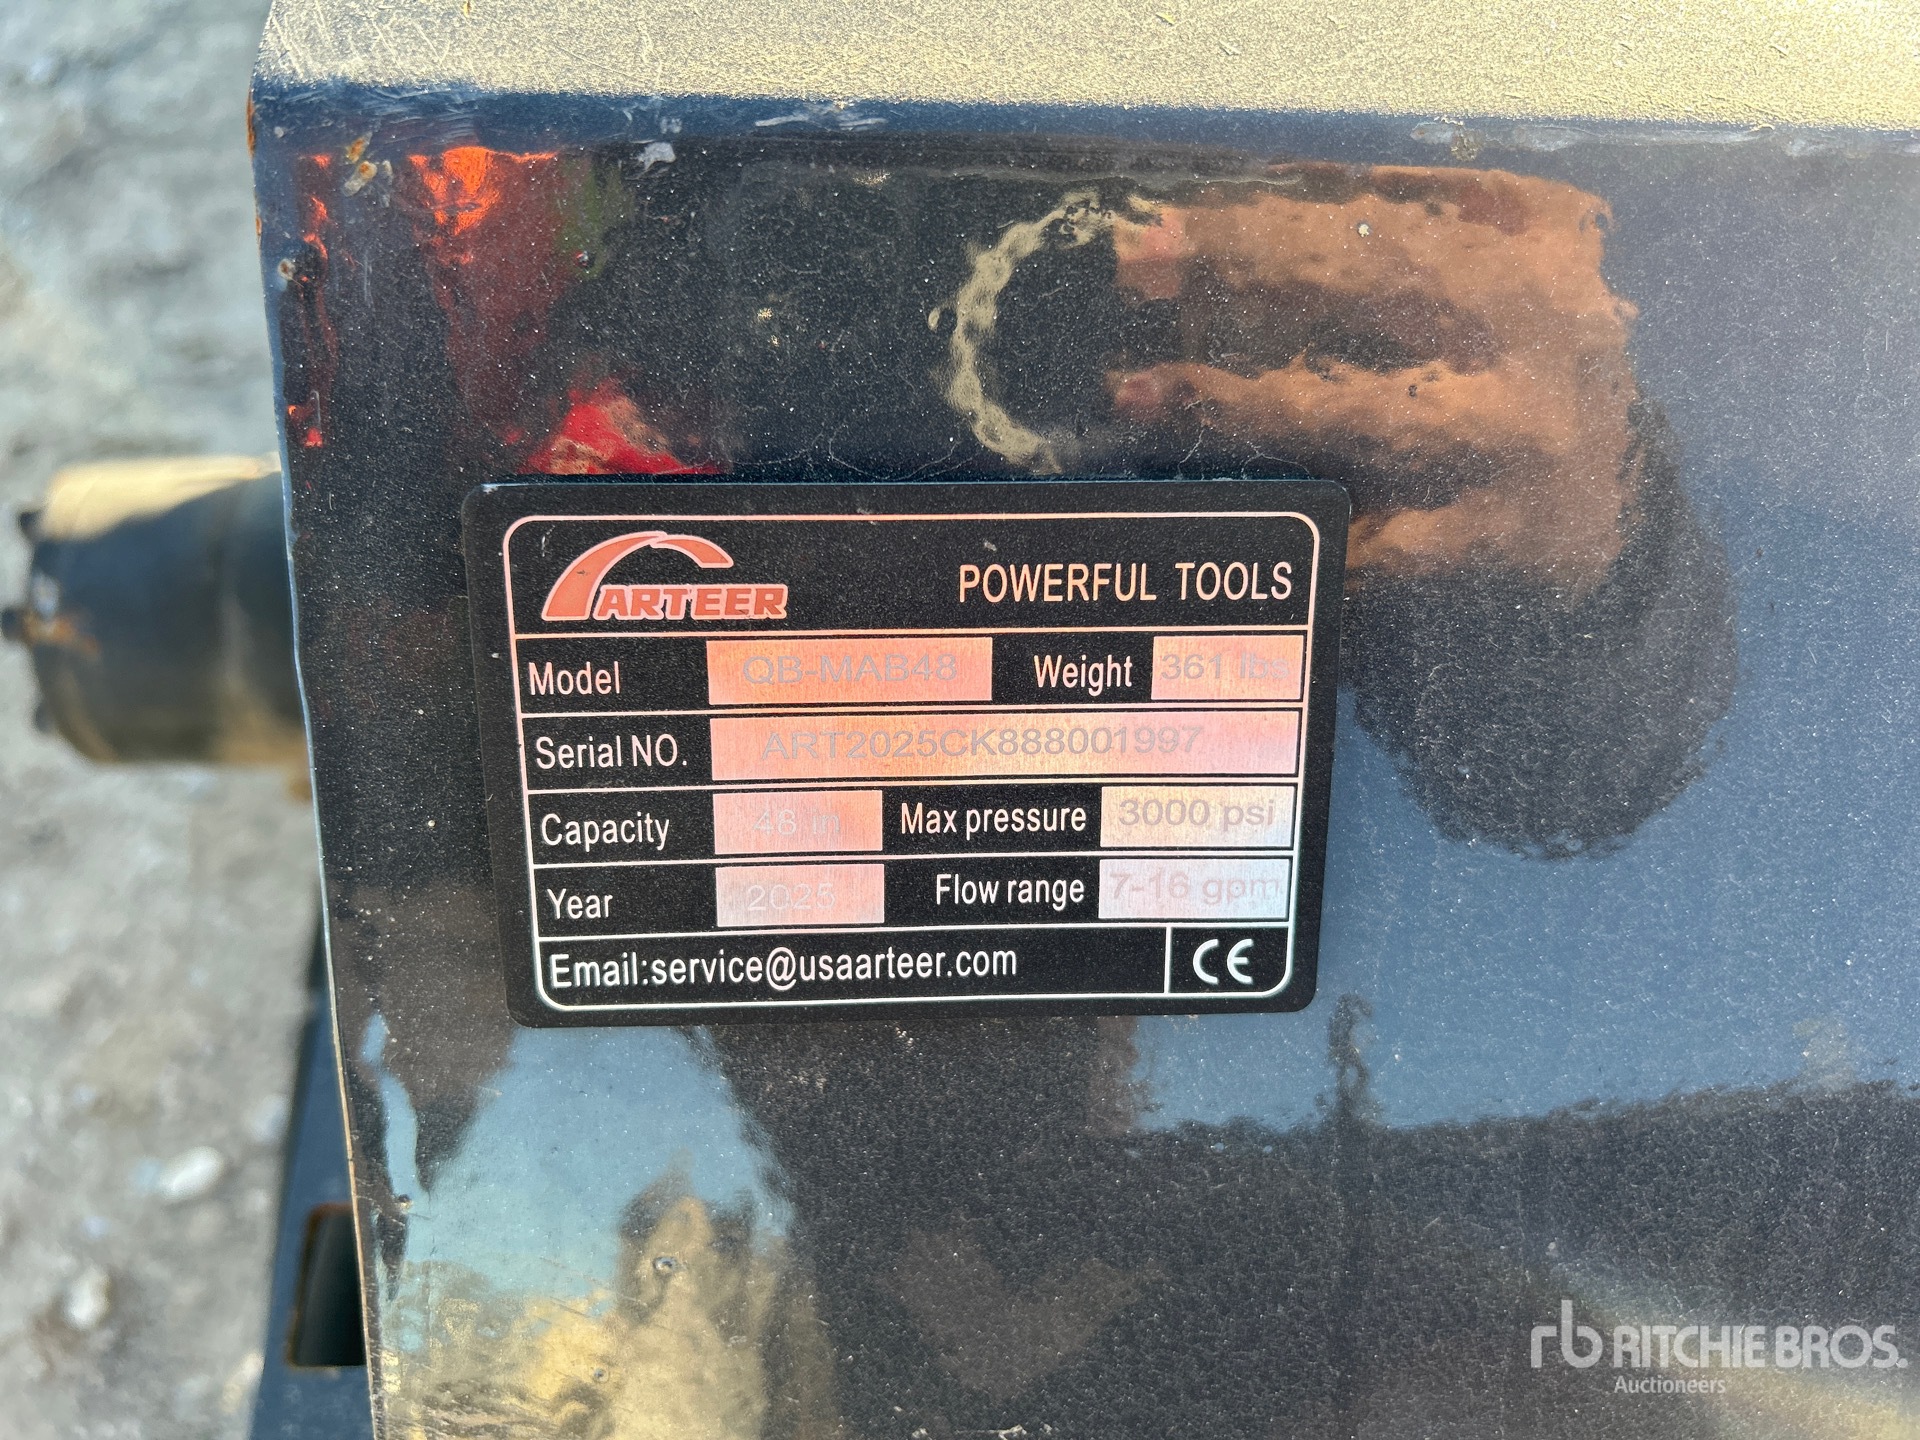 ARTEER POWERFUL TOOLS
Model QB-MAB48 Weight 361 lbs
Serial NO. ART2025CK888001997
Capacity 48 in Max pressure 3000 psi
Year 2025 Flow range 7-16 gpm
Email:service@usaarteer.com CE
rb RITCHIE BROS.
Auctioneers